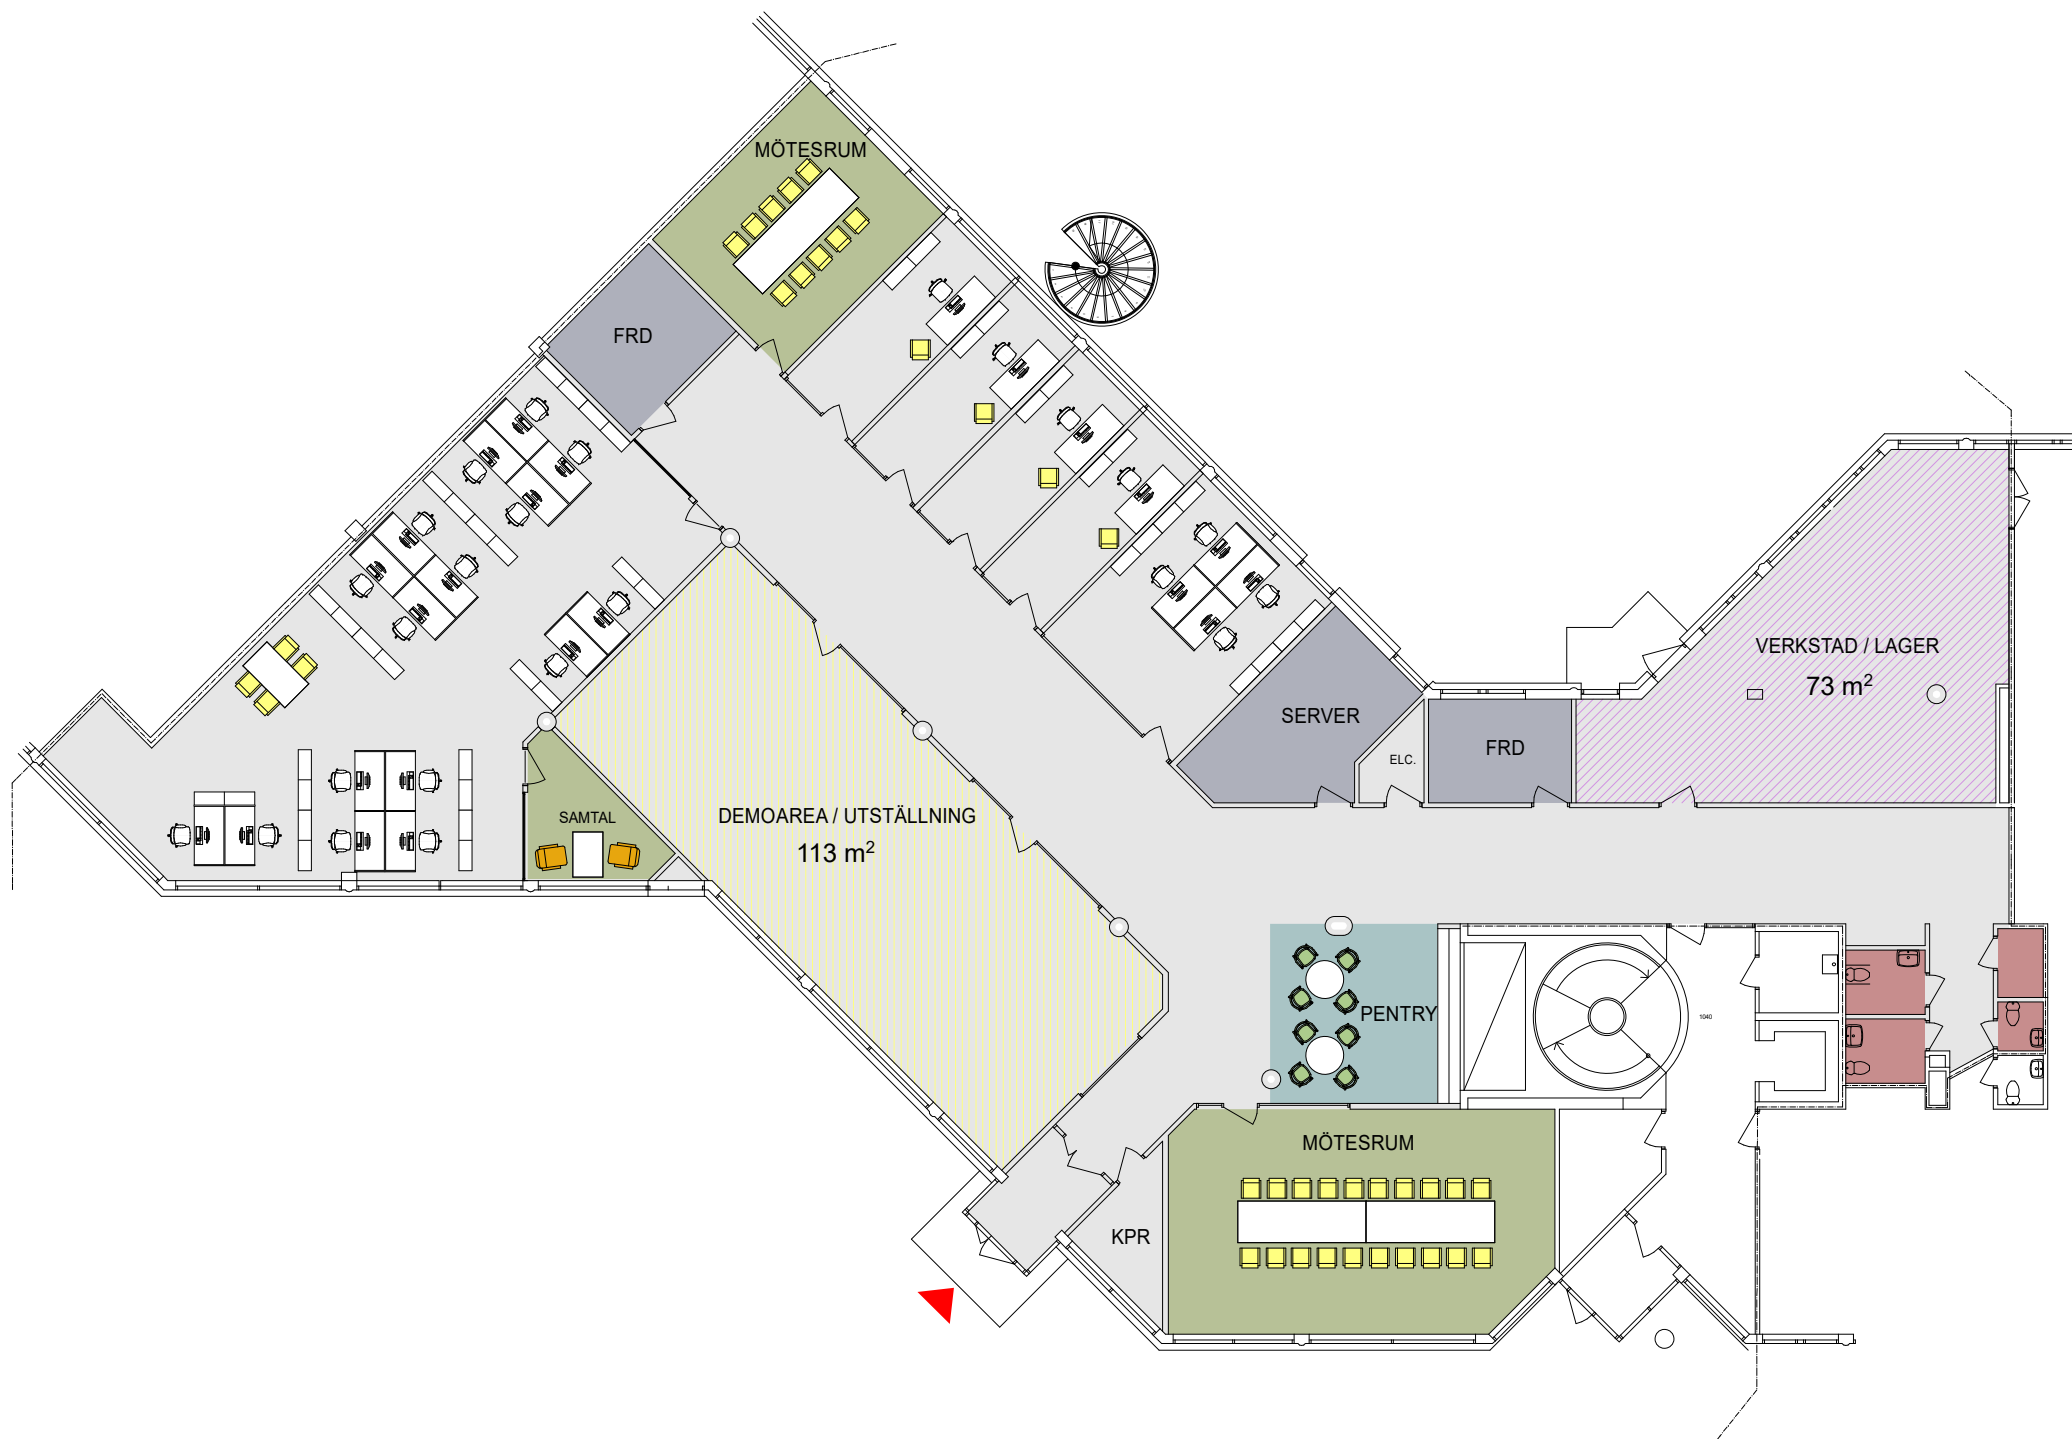 MÖTESRUM
FRD
VERKSTAD / LAGER
73 m²
SERVER
FRD
ELC.
DEMOAREA / UTSTÄLLNING
113 m²
SAMTAL
PENTRY
1040
MÖTESRUM
KPR